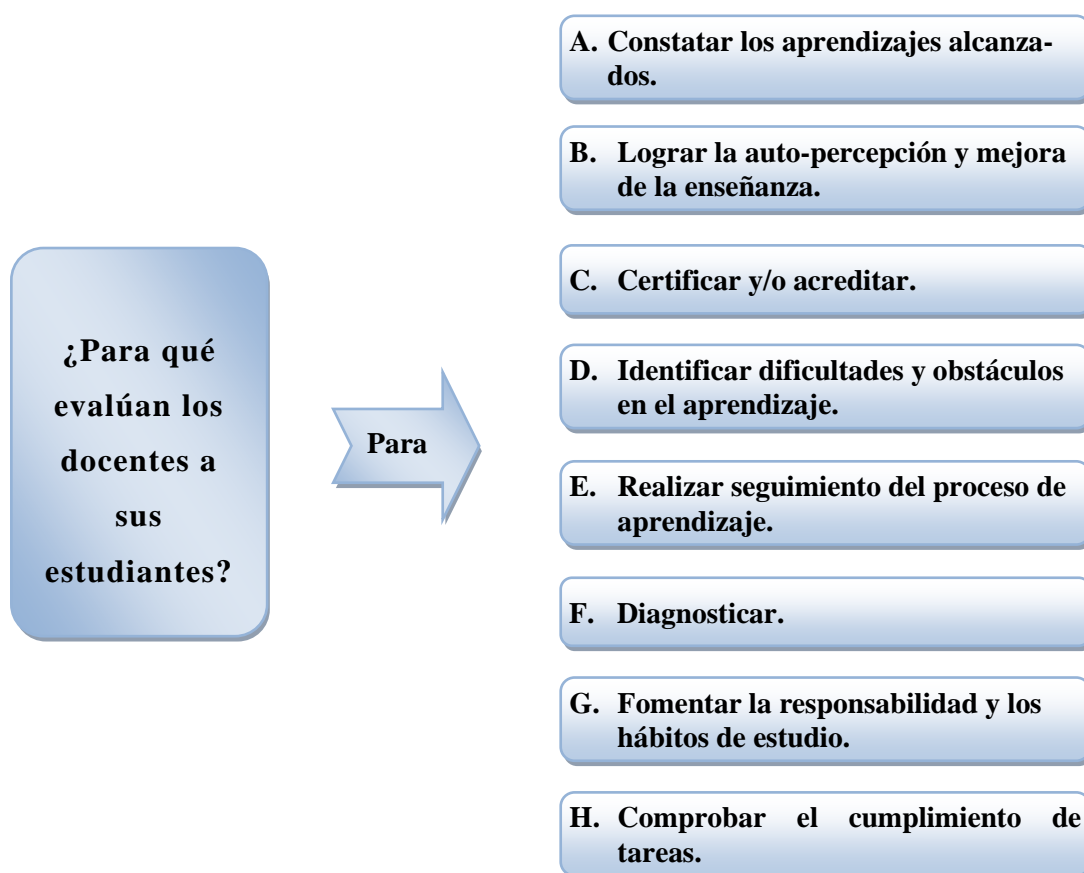 ¿Para qué
evalúan los
docentes a
sus
estudiantes?
Para
A. Constatar los aprendizajes alcanza-
dos.
B. Lograr la auto-percepción y mejora
de la enseñanza.
C. Certificar y/o acreditar.
D. Identificar dificultades y obstáculos
en el aprendizaje.
E. Realizar seguimiento del proceso de
aprendizaje.
F. Diagnosticar.
G. Fomentar la responsabilidad y los
hábitos de estudio.
H. Comprobar el cumplimiento de
tareas.